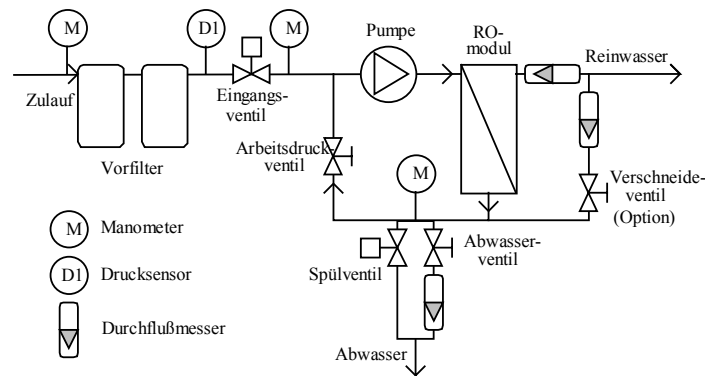 M
D1
M
Pumpe
RO-
modul
Reinwasser
Zulauf
Eingangs-
ventil
Vorfilter
Arbeitsdruck-
ventil
M
Verschneide-
ventil
(Option)
M
Manometer
Abwasser-
ventil
Spülventil
D1
Drucksensor
Durchflußmesser
Abwasser